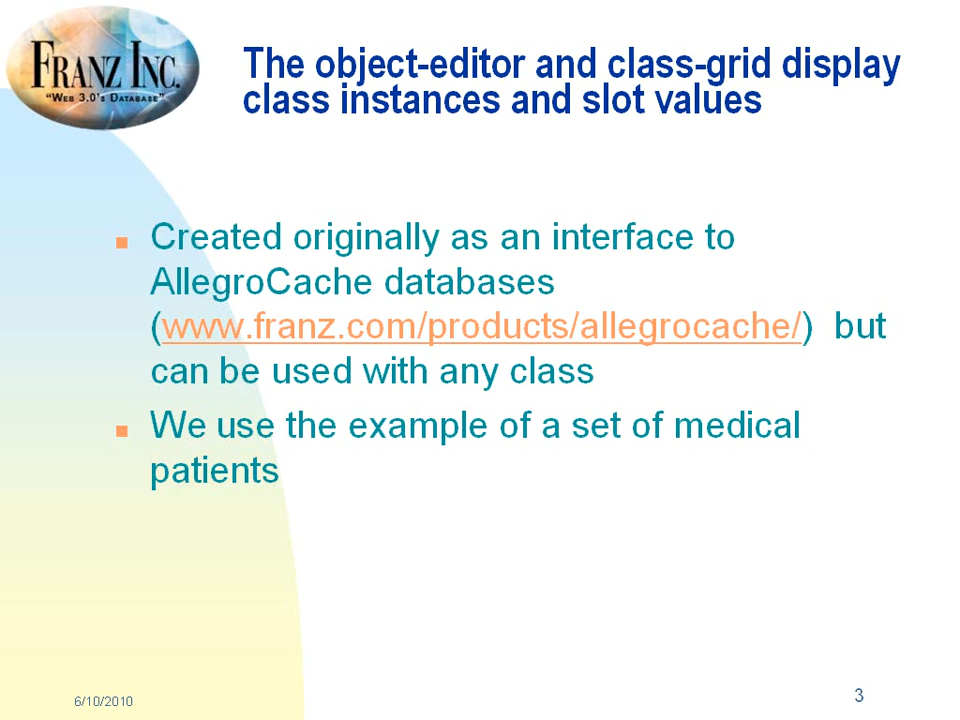 FRANZ INC.
"WEB 3.0'S DATABASE"
The object-editor and class-grid display
class instances and slot values
Created originally as an interface to
AllegroCache databases
(www.franz.com/products/allegrocache/)  but
can be used with any class
We use the example of a set of medical
patients
6/10/2010
3